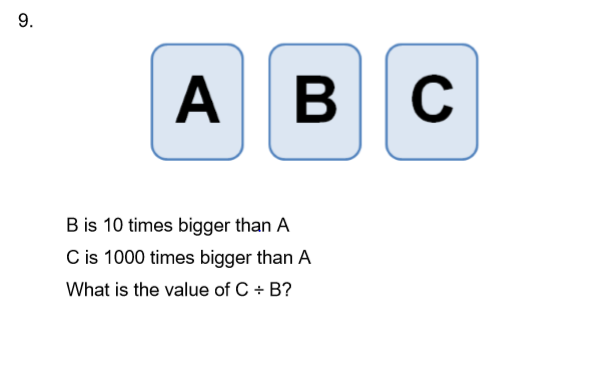 9.
A B C
B is 10 times bigger than A
C is 1000 times bigger than A
What is the value of C ÷ B?